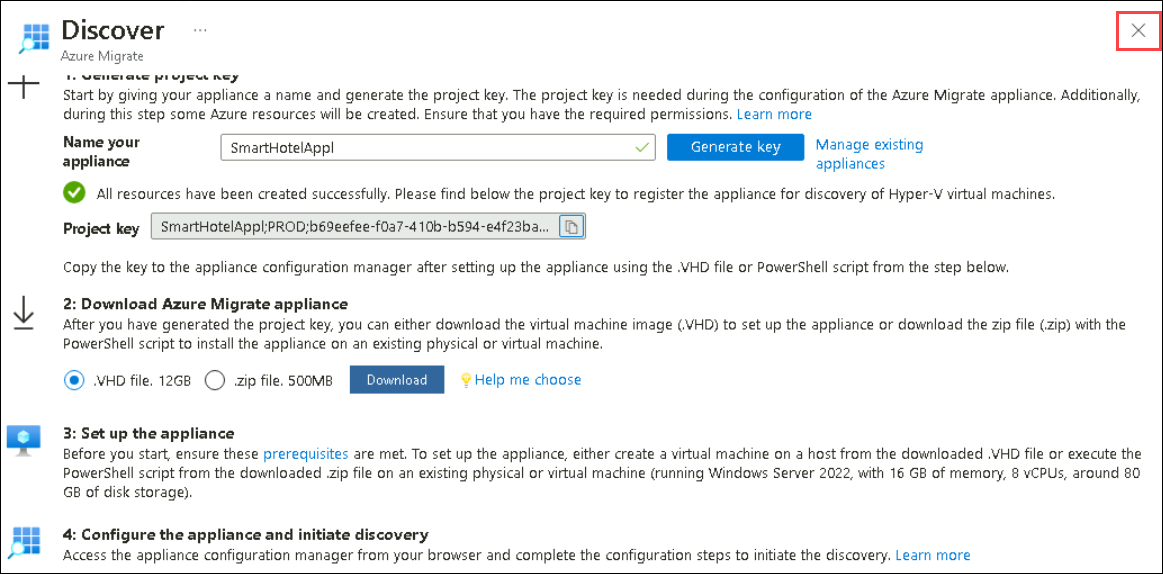 Discover ...
Azure Migrate
1: Generate project key
Start by giving your appliance a name and generate the project key. The project key is needed during the configuration of the Azure Migrate appliance. Additionally,
during this step some Azure resources will be created. Ensure that you have the required permissions. Learn more
Name your
appliance
SmartHotelAppl
Generate key
Manage existing
appliances
All resources have been created successfully. Please find below the project key to register the appliance for discovery of Hyper-V virtual machines.
Project key
SmartHotelAppl;PROD;b69eefee-f0a7-410b-b594-e4f23ba...
Copy the key to the appliance configuration manager after setting up the appliance using the .VHD file or PowerShell script from the step below.
2: Download Azure Migrate appliance
After you have generated the project key, you can either download the virtual machine image (.VHD) to set up the appliance or download the zip file (.zip) with the
PowerShell script to install the appliance on an existing physical or virtual machine.
.VHD file. 12GB .zip file. 500MB Download Help me choose
3: Set up the appliance
Before you start, ensure these prerequisites are met. To set up the appliance, either create a virtual machine on a host from the downloaded .VHD file or execute the
PowerShell script from the downloaded .zip file on an existing physical or virtual machine (running Windows Server 2022, with 16 GB of memory, 8 vCPUs, around 80
GB of disk storage).
4: Configure the appliance and initiate discovery
Access the appliance configuration manager from your browser and complete the configuration steps to initiate the discovery. Learn more